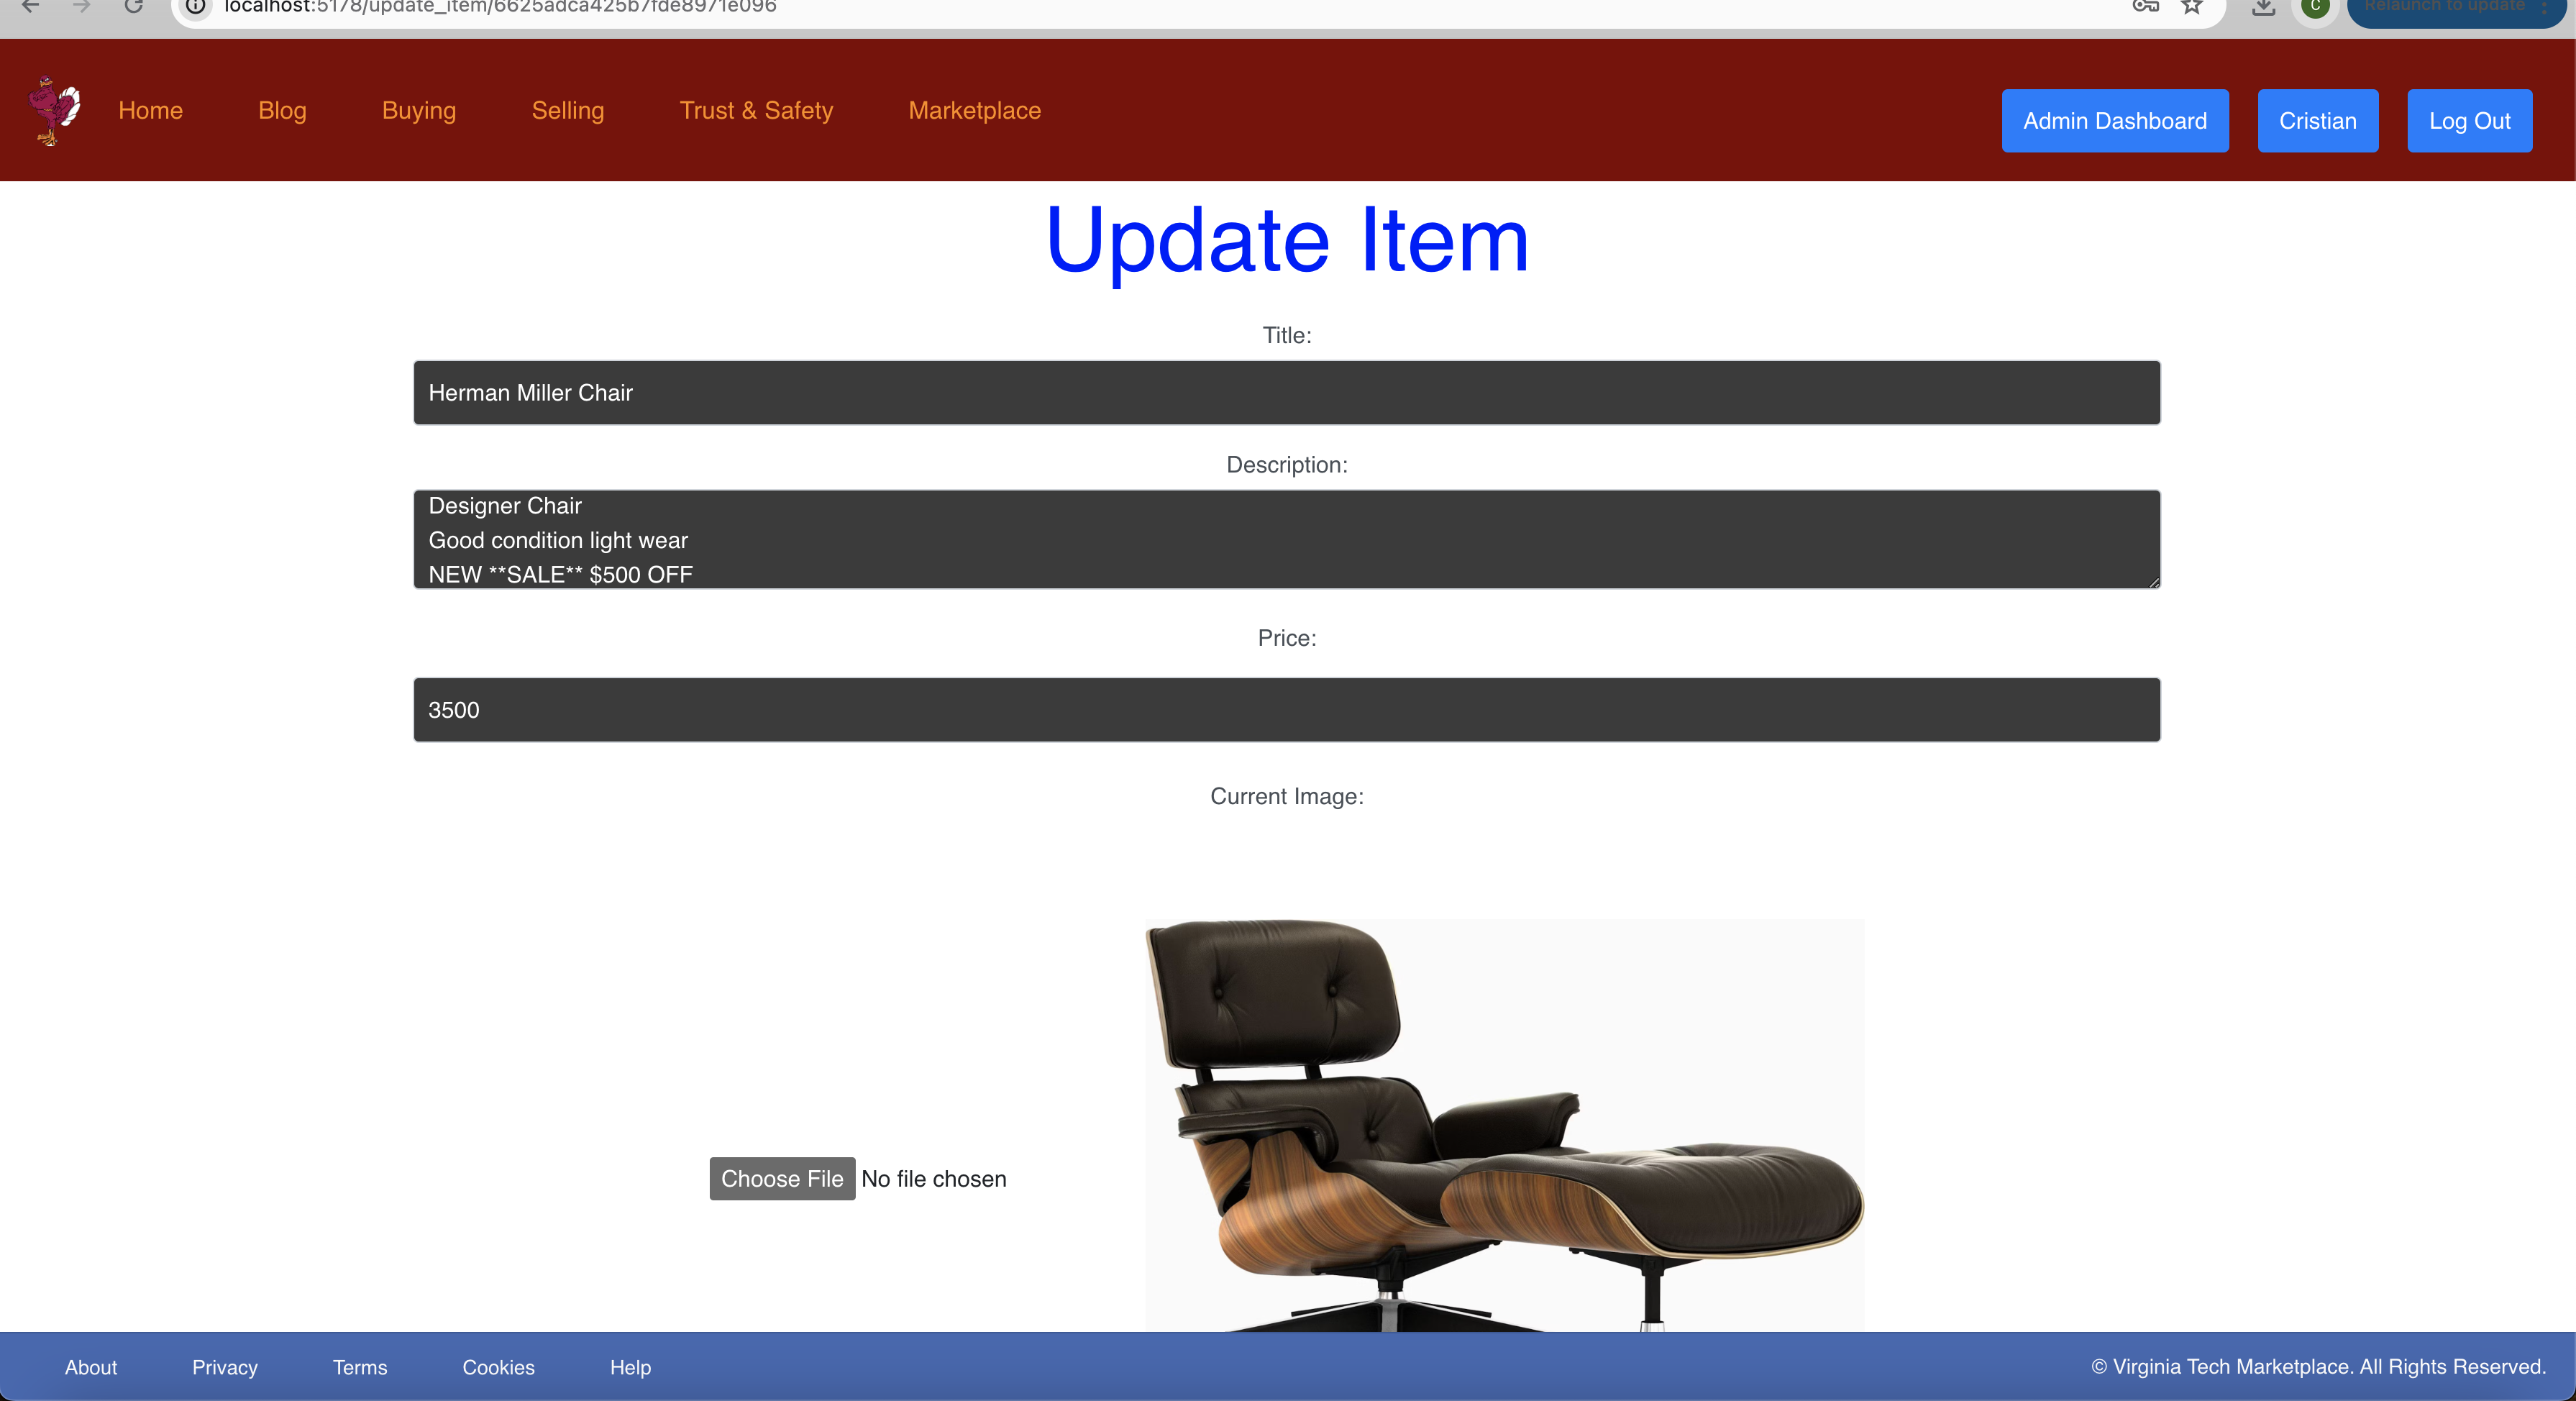 localhost:5178/update_item/6625adca425b7fde8971e096
C
Relaunch to update
Home
Blog
Buying
Selling
Trust & Safety
Marketplace
Admin Dashboard
Cristian
Log Out
Update Item
Title:
Herman Miller Chair
Description:
Designer Chair
Good condition light wear
NEW **SALE** $500 OFF
Price:
3500
Current Image:
Choose File No file chosen
About
Privacy
Terms
Cookies
Help
© Virginia Tech Marketplace. All Rights Reserved.